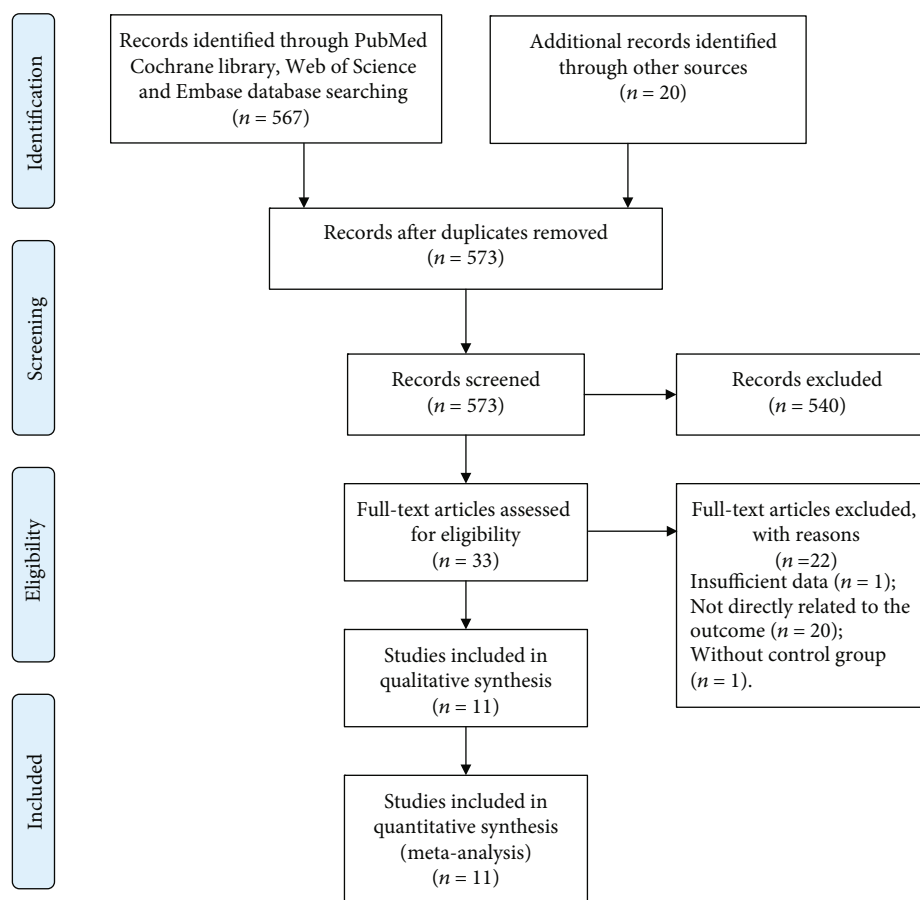 Identification
Records identified through PubMed
Cochrane library, Web of Science
and Embase database searching
(n = 567)
Additional records identified
through other sources
(n = 20)
Records after duplicates removed
(n = 573)
Screening
Records screened
(n = 573)
Records excluded
(n = 540)
Eligibility
Full-text articles assessed
for eligibility
(n = 33)
Full-text articles excluded,
with reasons
(n =22)
Insufficient data (n = 1);
Not directly related to the
outcome (n = 20);
Without control group
(n = 1).
Studies included in
qualitative synthesis
(n = 11)
Included
Studies included in
quantitative synthesis
(meta-analysis)
(n = 11)